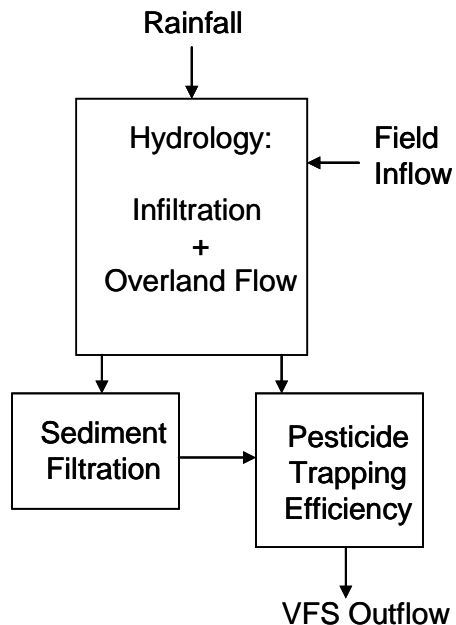 Rainfall
Hydrology:
Infiltration
+
Overland Flow
Field
Inflow
Sediment
Filtration
Pesticide
Trapping
Efficiency
VFS Outflow